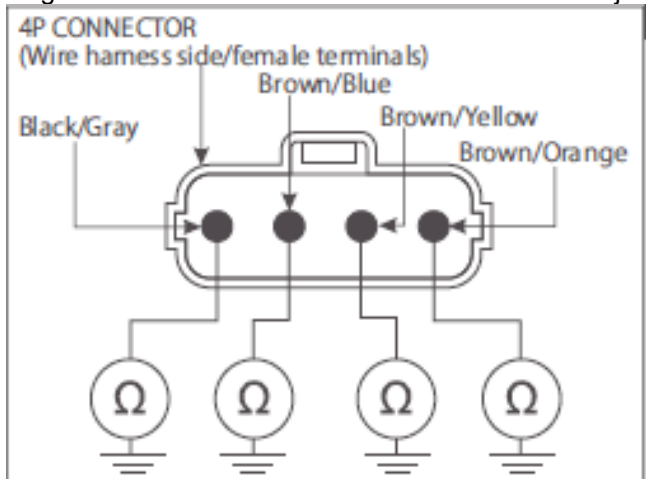 4P CONNECTOR
(Wire harness side/female terminals)
Brown/Blue
Black/Gray
Brown/Yellow
Brown/Orange
Ω Ω Ω Ω